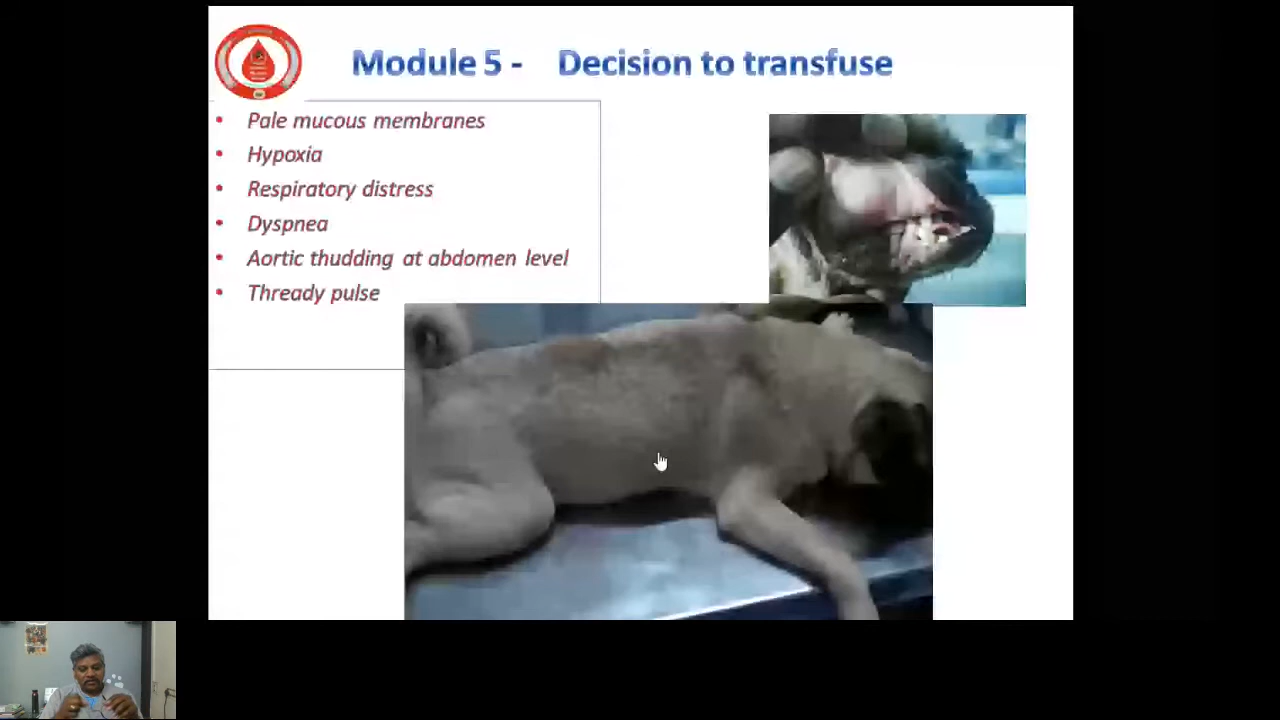 Module 5 - Decision to transfuse
• Pale mucous membranes
• Hypoxia
• Respiratory distress
• Dyspnea
• Aortic thudding at abdomen level
• Thready pulse